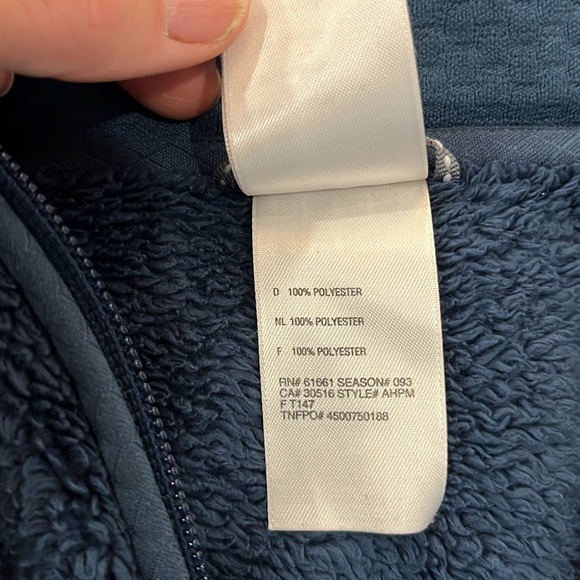 D 100% POLYESTER
NL 100% POLYESTER
F 100% POLYESTER
RN# 61661 SEASON# 093
CA# 30516 STYLE# AHPM
F T147
TNFPO# 4500750188